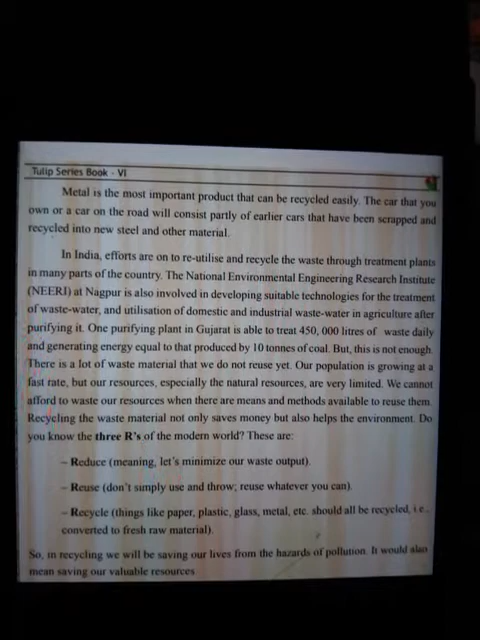 Tulip Series Book - VI
Metal is the most important product that can be recycled easily. The car that you
own or a car on the road will consist partly of earlier cars that have been scrapped and
recycled into new steel and other material.
In India, efforts are on to re-utilise and recycle the waste through treatment plants
in many parts of the country. The National Environmental Engineering Research Institute
(NEERI) at Nagpur is also involved in developing suitable technologies for the treatment
of waste-water, and utilisation of domestic and industrial waste-water in agriculture after
purifying it. One purifying plant in Gujarat is able to treat 450, 000 litres of waste daily
and generating energy equal to that produced by 10 tonnes of coal. But, this is not enough.
There is a lot of waste material that we do not reuse yet. Our population is growing at a
fast rate, but our resources, especially the natural resources, are very limited. We cannot
afford to waste our resources when there are means and methods available to reuse them.
Recycling the waste material not only saves money but also helps the environment. Do
you know the three R's of the modern world? These are:
– Reduce (meaning, let's minimize our waste output).
– Reuse (don't simply use and throw; reuse whatever you can).
– Recycle (things like paper, plastic, glass, metal, etc. should all be recycled, i.e.,
converted to fresh raw material).
So, in recycling we will be saving our lives from the hazards of pollution. It would also
mean saving our valuable resources